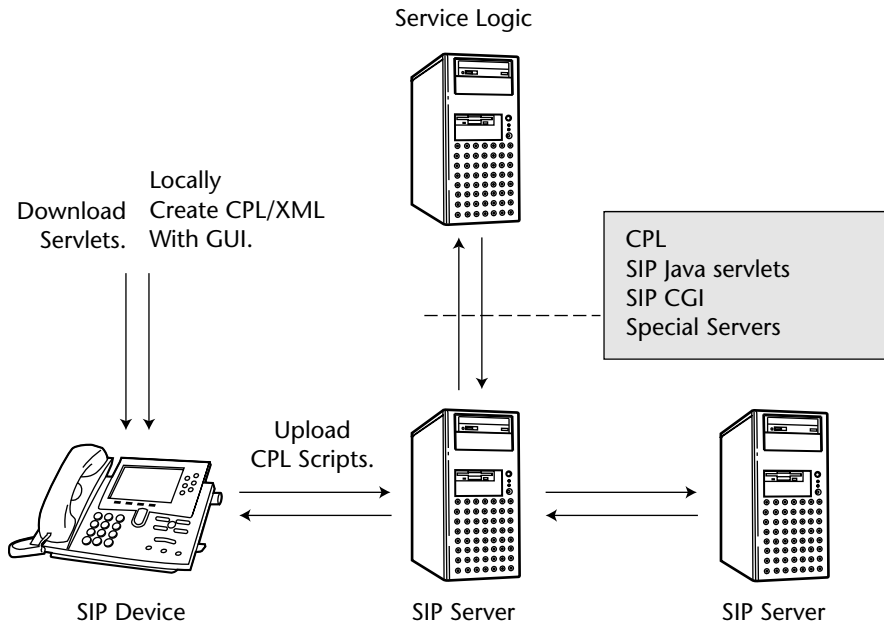 Service Logic
Download
Servlets.
Locally
Create CPL/XML
With GUI.
CPL
SIP Java servlets
SIP CGI
Special Servers
Upload
CPL Scripts.
SIP Device
SIP Server
SIP Server